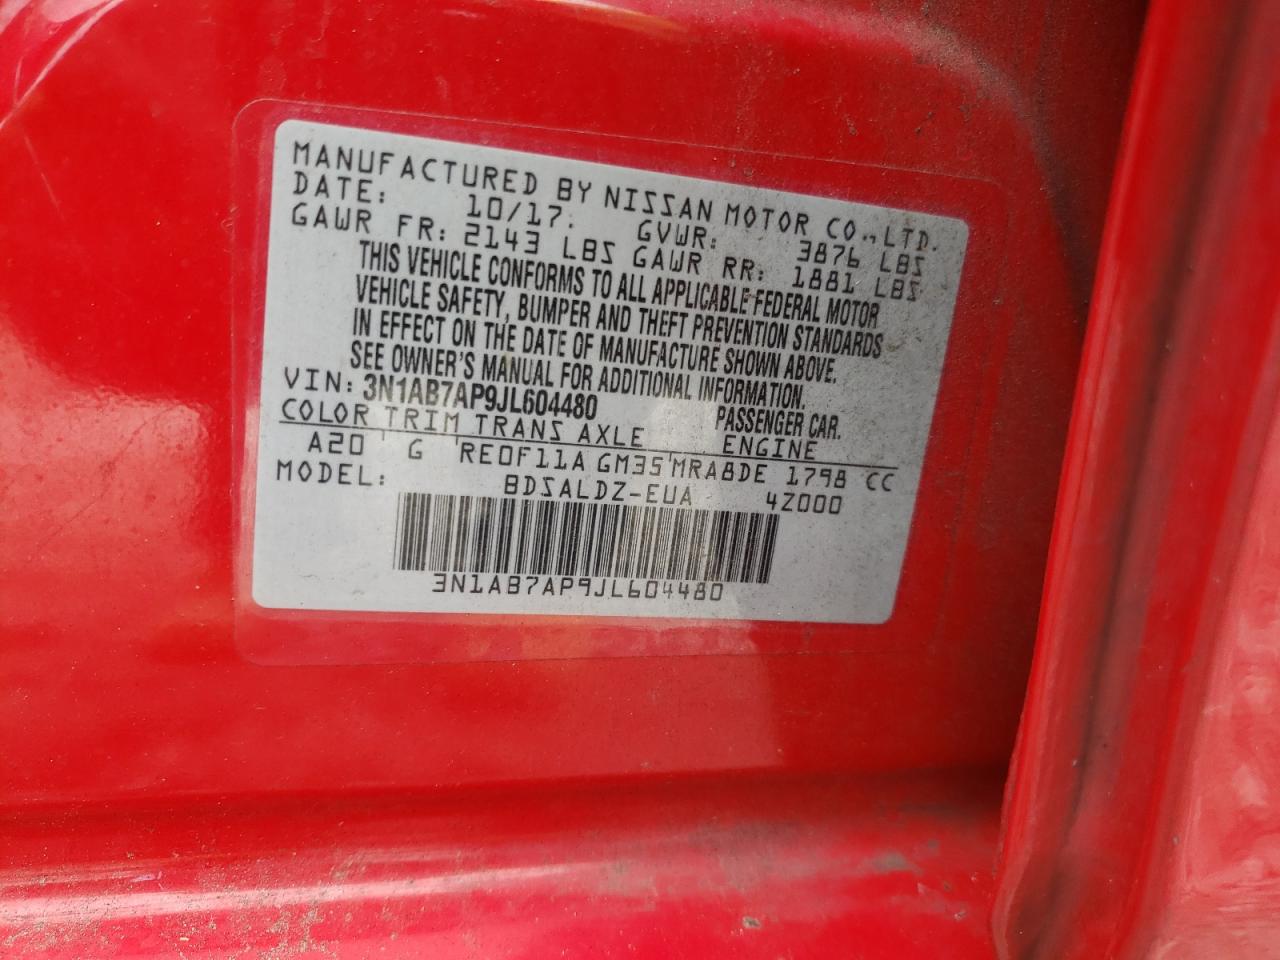 MANUFACTURED BY NISSAN MOTOR CO.,LTD.
DATE: 10/17. GVWR: 3876 LBS
GAWR FR: 2143 LBS GAWR RR: 1881 LBS
THIS VEHICLE CONFORMS TO ALL APPLICABLE FEDERAL MOTOR
VEHICLE SAFETY, BUMPER AND THEFT PREVENTION STANDARDS
IN EFFECT ON THE DATE OF MANUFACTURE SHOWN ABOVE.
SEE OWNER'S MANUAL FOR ADDITIONAL INFORMATION.
VIN: 3N1AB7AP9JL604480 PASSENGER CAR.
COLOR TRIM TRANS AXLE ENGINE
A20 G RE0F11A GM35 MRA8DE 1798 CC
MODEL: BDSALDZ-EUA 4Z000
3N1AB7AP9JL604480